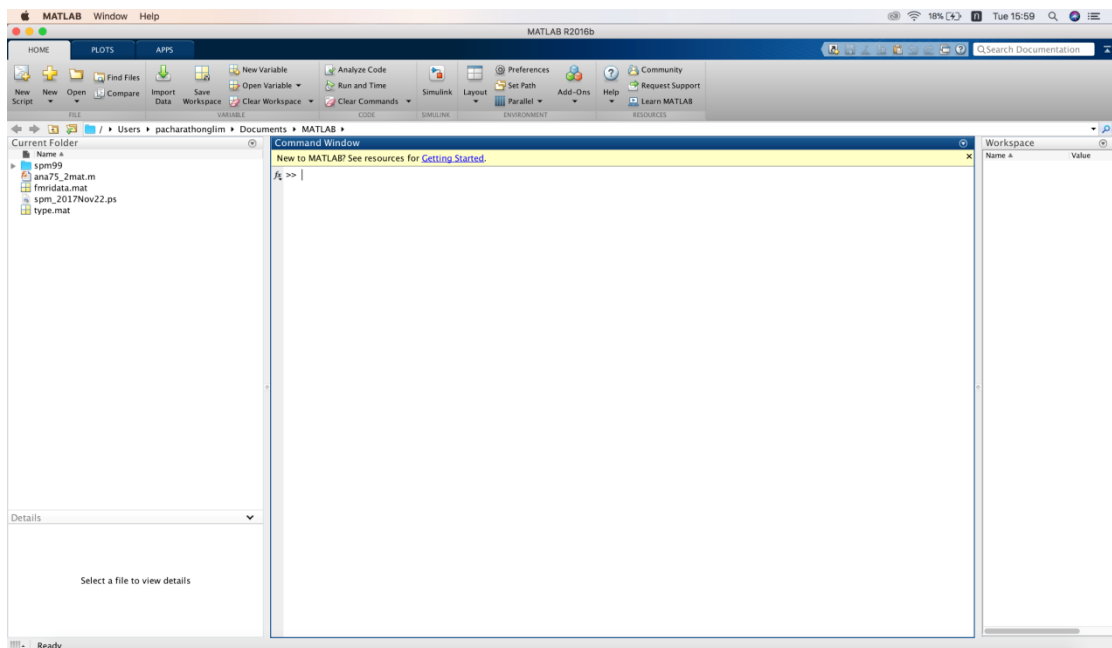 MATLAB Window Help
18% Tue 15:59
MATLAB R2016b
HOME PLOTS APPS
Search Documentation
New Script
New
Open
Find Files
Compare
FILE
Import Data
Save Workspace
New Variable
Open Variable
Clear Workspace
VARIABLE
Analyze Code
Run and Time
Clear Commands
CODE
Simulink
SIMULINK
Layout
Preferences
Set Path
Parallel
Add-Ons
ENVIRONMENT
Help
Community
Request Support
Learn MATLAB
RESOURCES
/ Users pacharathonglim Documents MATLAB
Current Folder
Name
spm99
ana75_2mat.m
fmridata.mat
spm_2017Nov22.ps
type.mat
Details
Select a file to view details
Command Window
New to MATLAB? See resources for Getting Started.
fx >>
Workspace
Name Value
Ready